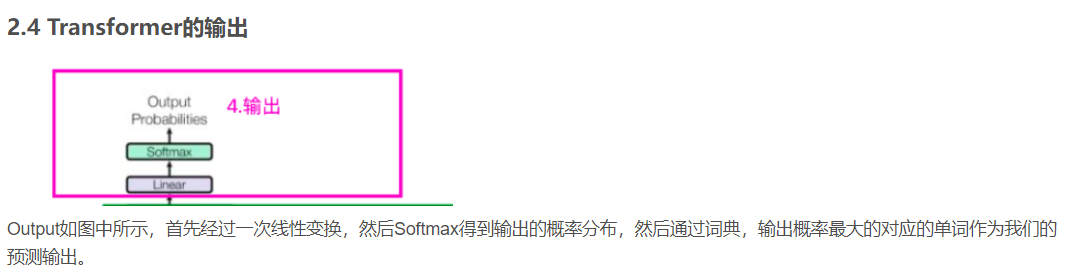 2.4 Transformer的输出
Output
Probabilities
4.输出
Softmax
Linear
Output如图中所示，首先经过一次线性变换，然后Softmax得到输出的概率分布，然后通过词典，输出概率最大的对应的单词作为我们的
预测输出。